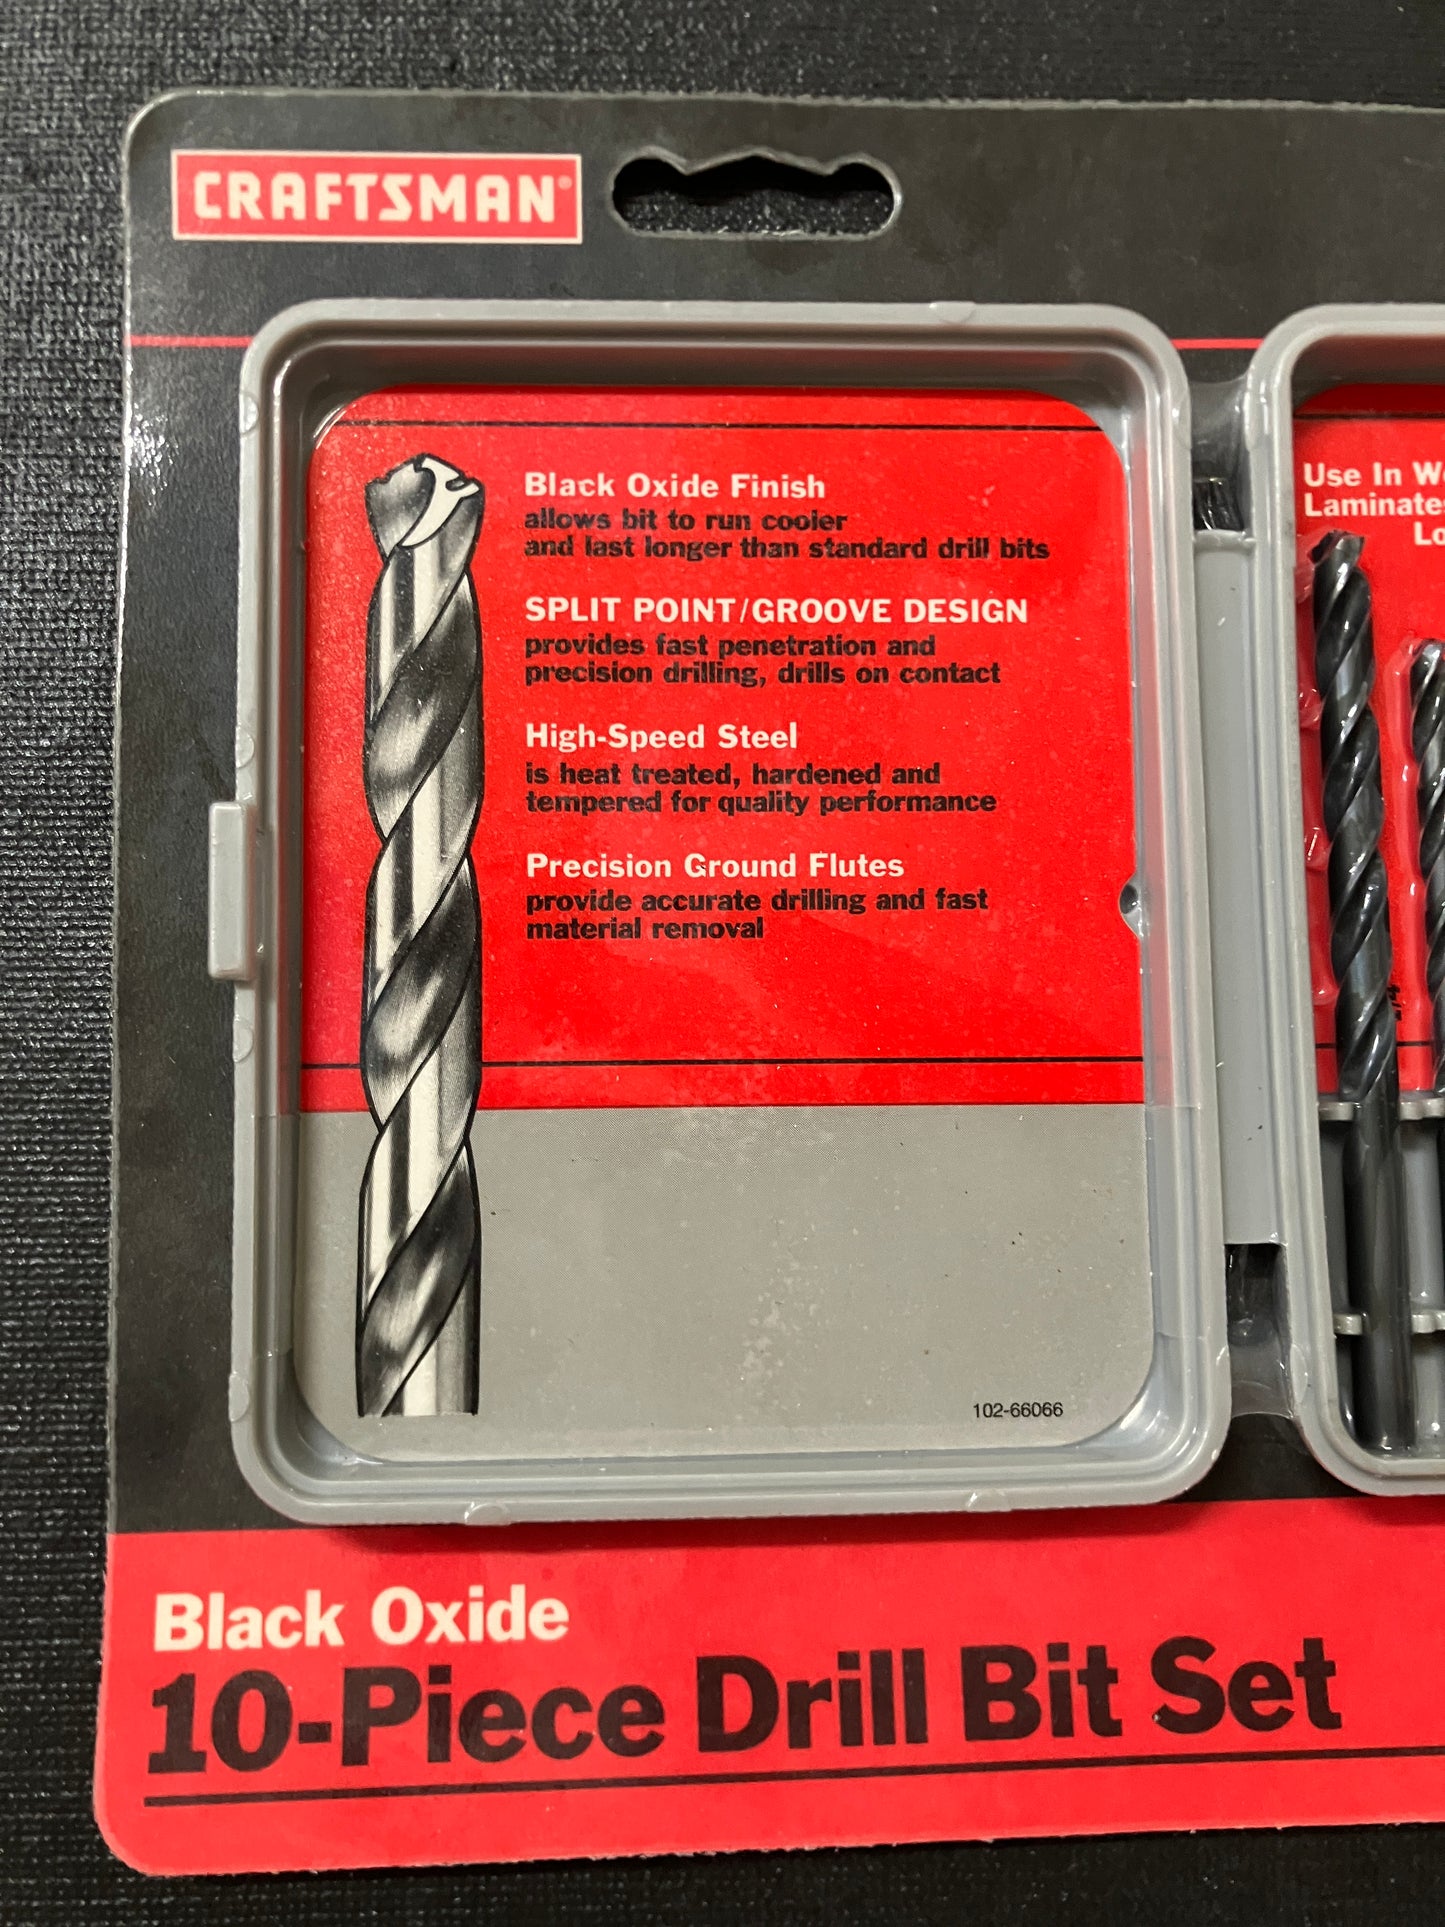 CRAFTSMAN®
Black Oxide Finish
allows bit to run cooler
and last longer than standard drill bits
SPLIT POINT/GROOVE DESIGN
provides fast penetration and
precision drilling, drills on contact
High-Speed Steel
is heat treated, hardened and
tempered for quality performance
Precision Ground Flutes
provide accurate drilling and fast
material removal
102-66066
Use In
Laminates
Black Oxide
10-Piece Drill Bit Set